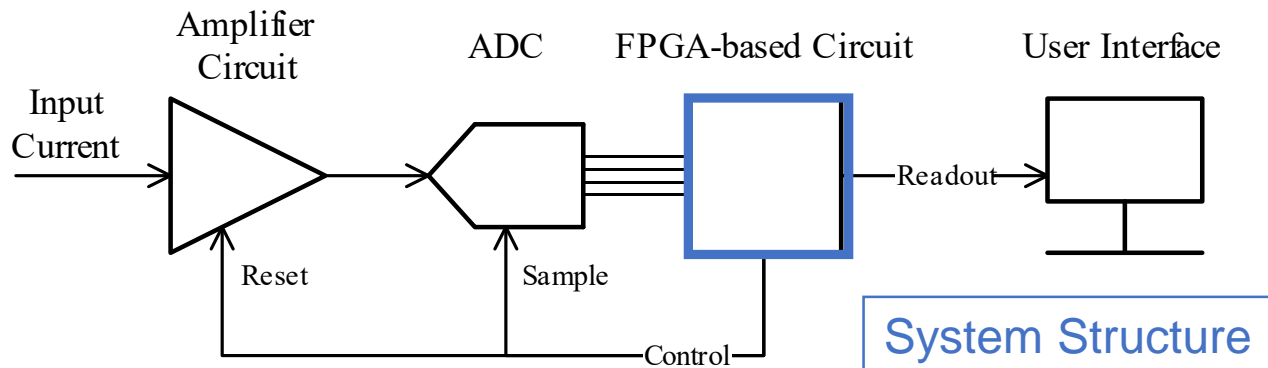 Amplifier
Circuit
ADC
FPGA-based Circuit
User Interface
Input
Current
Readout
Reset
Sample
Control
System Structure